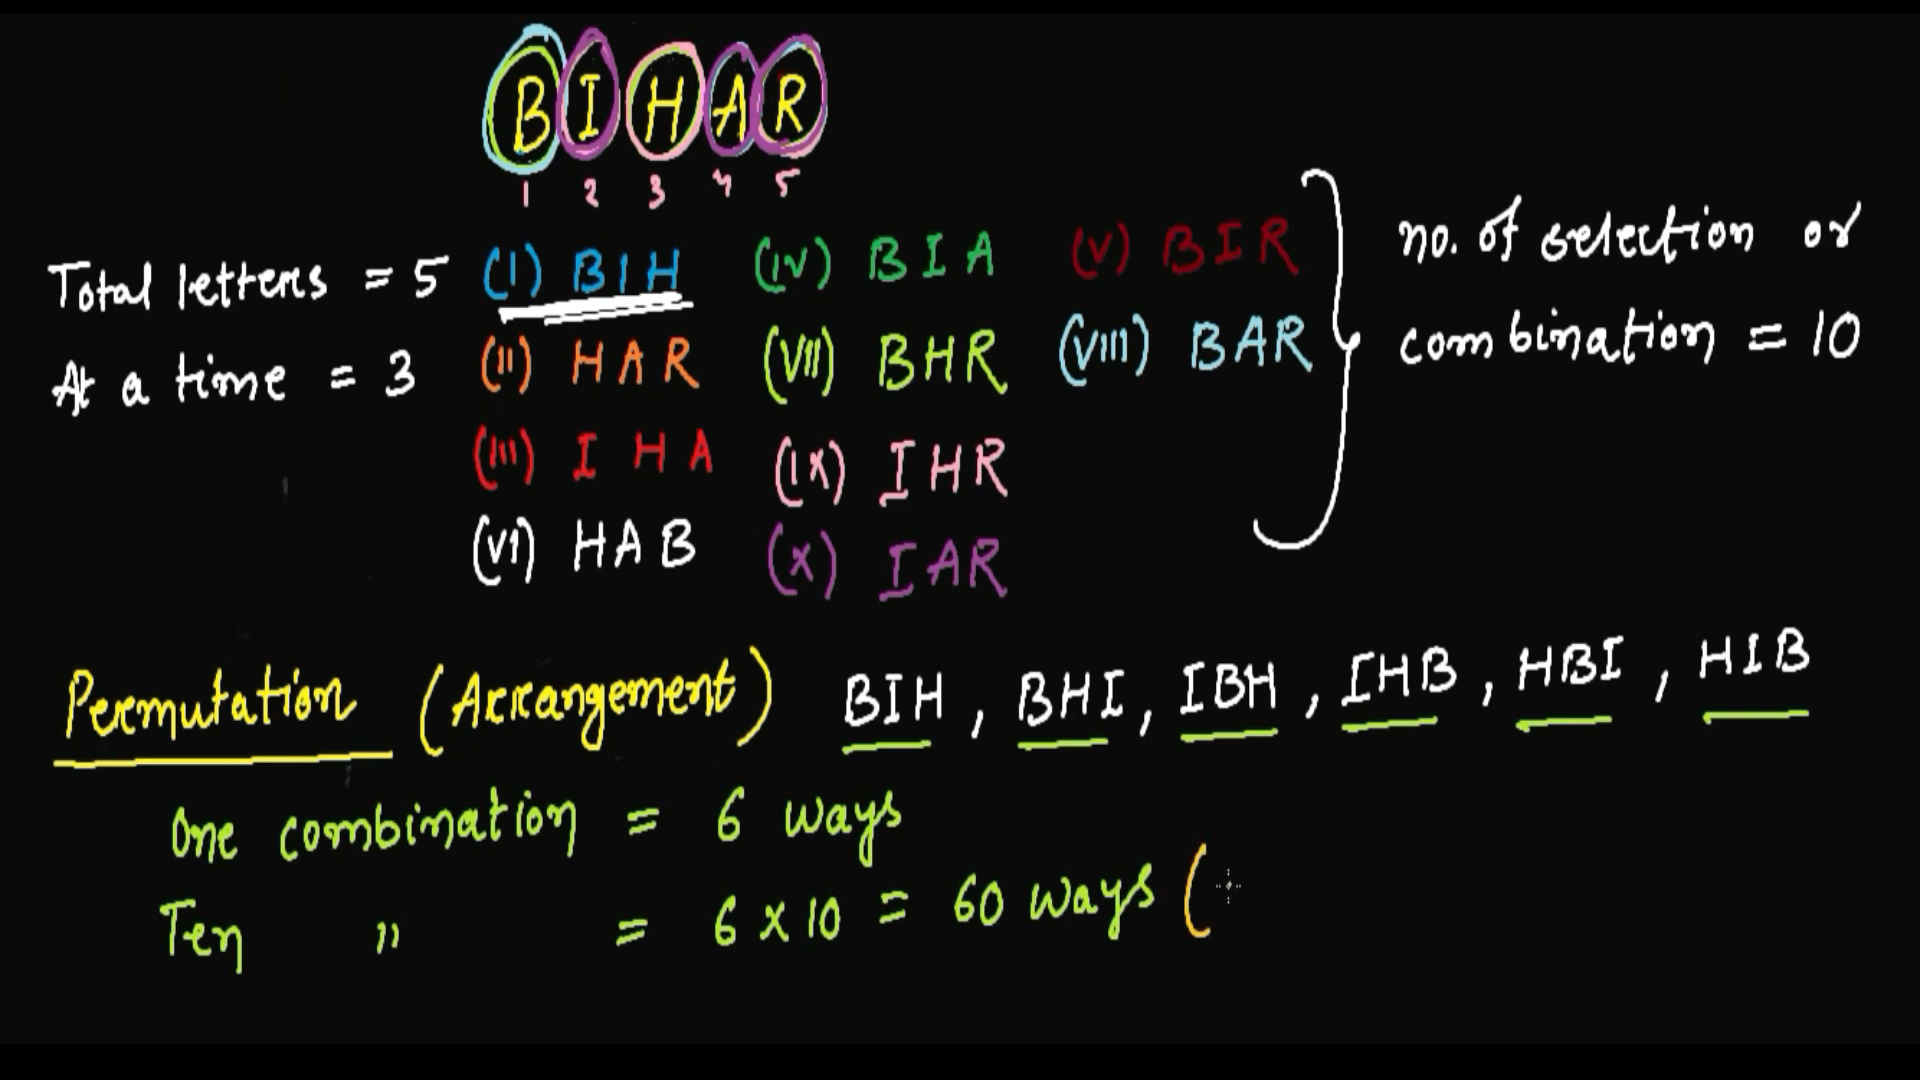 BIHAR
1 2 3 4 5
Total letters = 5 (I) BIH (IV) BIA (V) BIR no. of selection or
At a time = 3 (II) HAR (VII) BHR (VIII) BAR combination = 10
(III) IHA (IX) IHR
(VI) HAB (X) IAR
Permutation (Arrangement) BIH, BHI, IBH, IHB, HBI, HIB
One combination = 6 ways
Ten " = 6 x 10 = 60 ways (